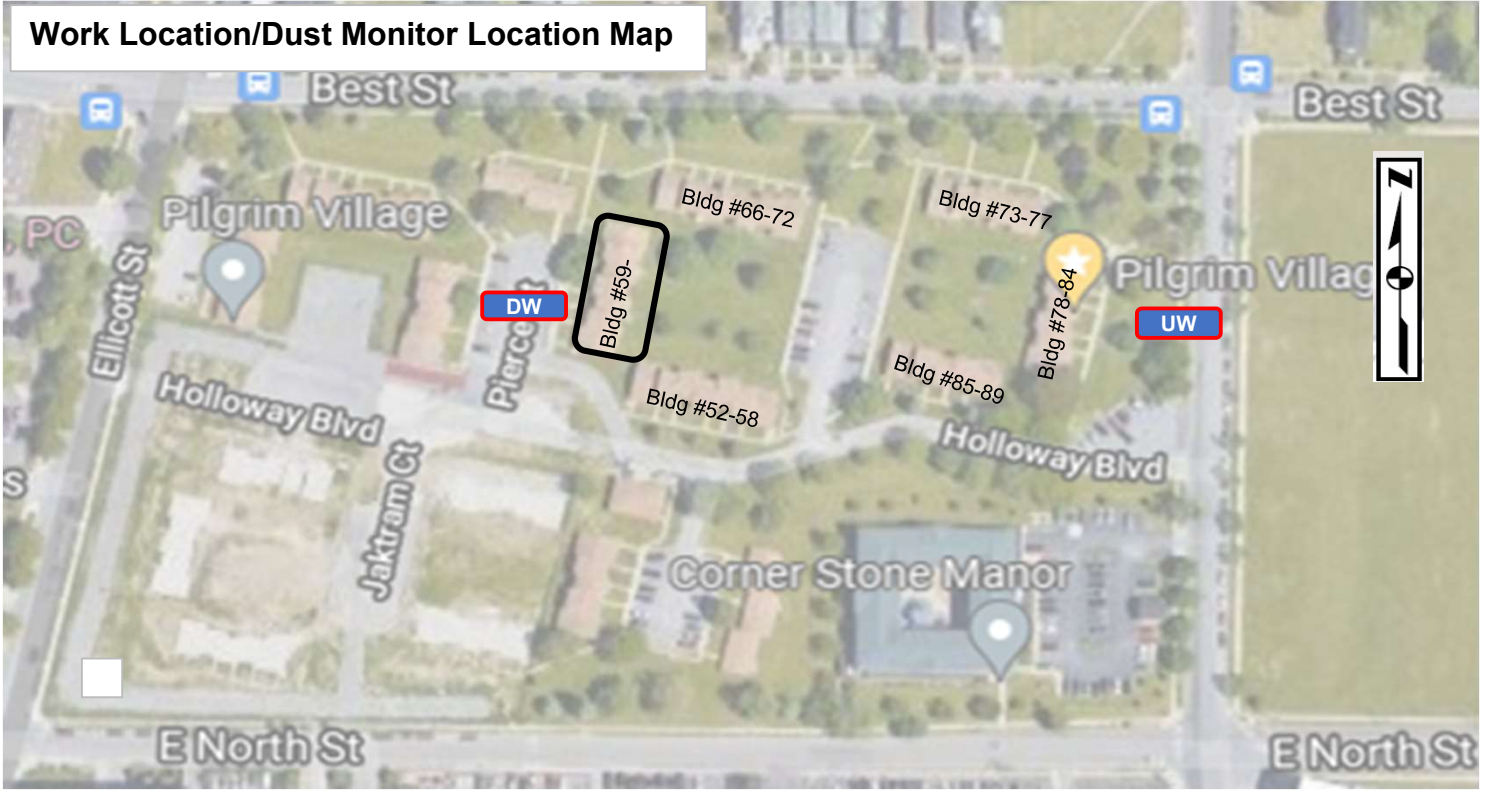 Work Location/Dust Monitor Location Map
Best St
Best St
PC
Pilgrim Village
Ellicott St
Bldg #66-72
Bldg #73-77
N
Pilgrim Villag
Bldg #59-
Bldg #78-84
DW
UW
Pierce
Bldg #52-58
Bldg #85-89
Holloway Blvd
Holloway Blvd
S
Jaktram Ct
Corner Stone Manor
E North St
E North St